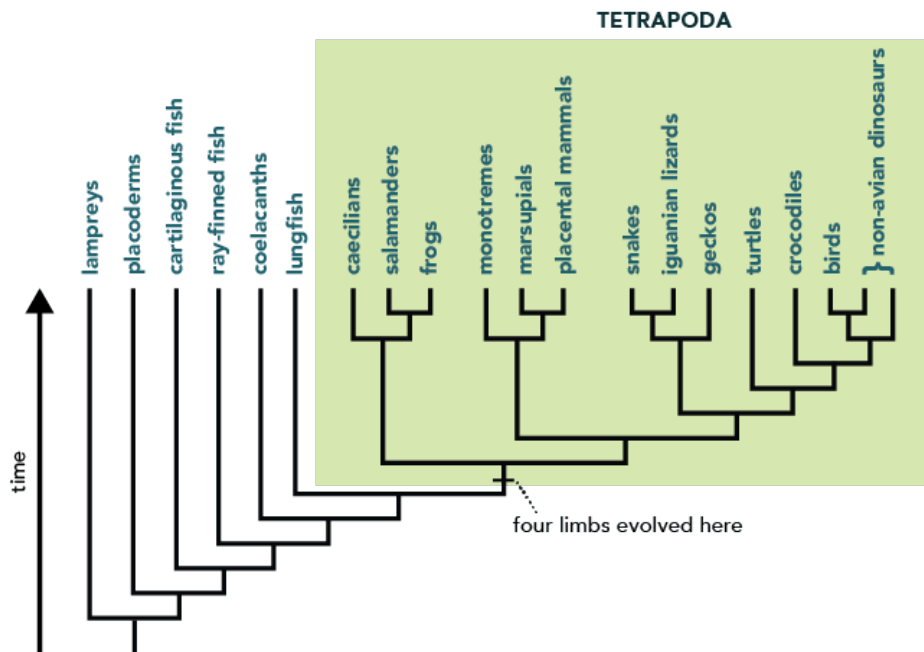 TETRAPODA
lampreys
placoderms
cartilaginous fish
ray-finned fish
coelacanths
lungfish
caecilians
salamanders
frogs
monotremes
marsupials
placental mammals
snakes
iguanian lizards
geckos
turtles
crocodiles
birds
} non-avian dinosaurs
time
four limbs evolved here